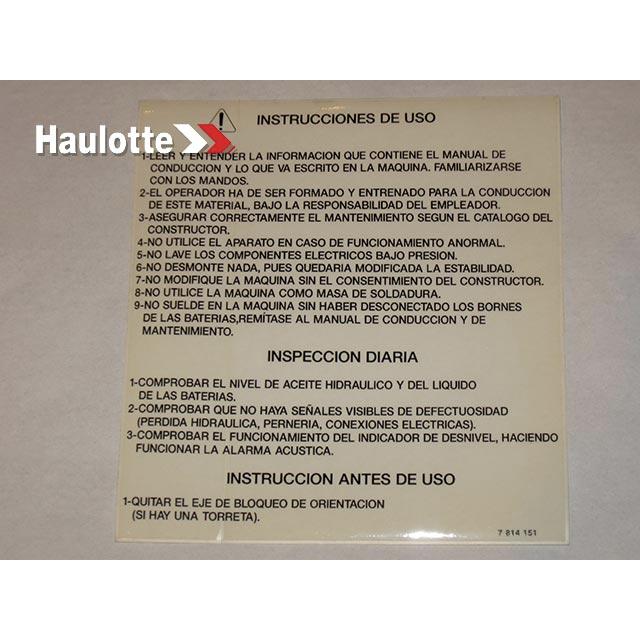 Haulotte
INSTRUCCIONES DE USO
1-LEER Y ENTENDER LA INFORMACION QUE CONTIENE EL MANUAL DE
CONDUCCION Y LO QUE VA ESCRITO EN LA MAQUINA. FAMILIARIZARSE
CON LOS MANDOS.
2-EL OPERADOR HA DE SER FORMADO Y ENTRENADO PARA LA CONDUCCION
DE ESTE MATERIAL, BAJO LA RESPONSABILIDAD DEL EMPLEADOR.
3-ASEGURAR CORRECTAMENTE EL MANTENIMIENTO SEGUN EL CATALOGO DEL
CONSTRUCTOR.
4-NO UTILICE EL APARATO EN CASO DE FUNCIONAMIENTO ANORMAL.
5-NO LAVE LOS COMPONENTES ELECTRICOS BAJO PRESION.
6-NO DESMONTE NADA, PUES QUEDARIA MODIFICADA LA ESTABILIDAD.
7-NO MODIFIQUE LA MAQUINA SIN EL CONSENTIMIENTO DEL CONSTRUCTOR.
8-NO UTILICE LA MAQUINA COMO MASA DE SOLDADURA.
9-NO SUELDE EN LA MAQUINA SIN HABER DESCONECTADO LOS BORNES
DE LAS BATERIAS,REMÍTASE AL MANUAL DE CONDUCCION Y DE
MANTENIMIENTO.
INSPECCION DIARIA
1-COMPROBAR EL NIVEL DE ACEITE HIDRAULICO Y DEL LIQUIDO
DE LAS BATERIAS.
2-COMPROBAR QUE NO HAYA SEÑALES VISIBLES DE DEFECTUOSIDAD
(PERDIDA HIDRAULICA, PERNERIA, CONEXIONES ELECTRICAS).
3-COMPROBAR EL FUNCIONAMIENTO DEL INDICADOR DE DESNIVEL, HACIENDO
FUNCIONAR LA ALARMA ACUSTICA.
INSTRUCCION ANTES DE USO
1-QUITAR EL EJE DE BLOQUEO DE ORIENTACION
(SI HAY UNA TORRETA).
7 814 151